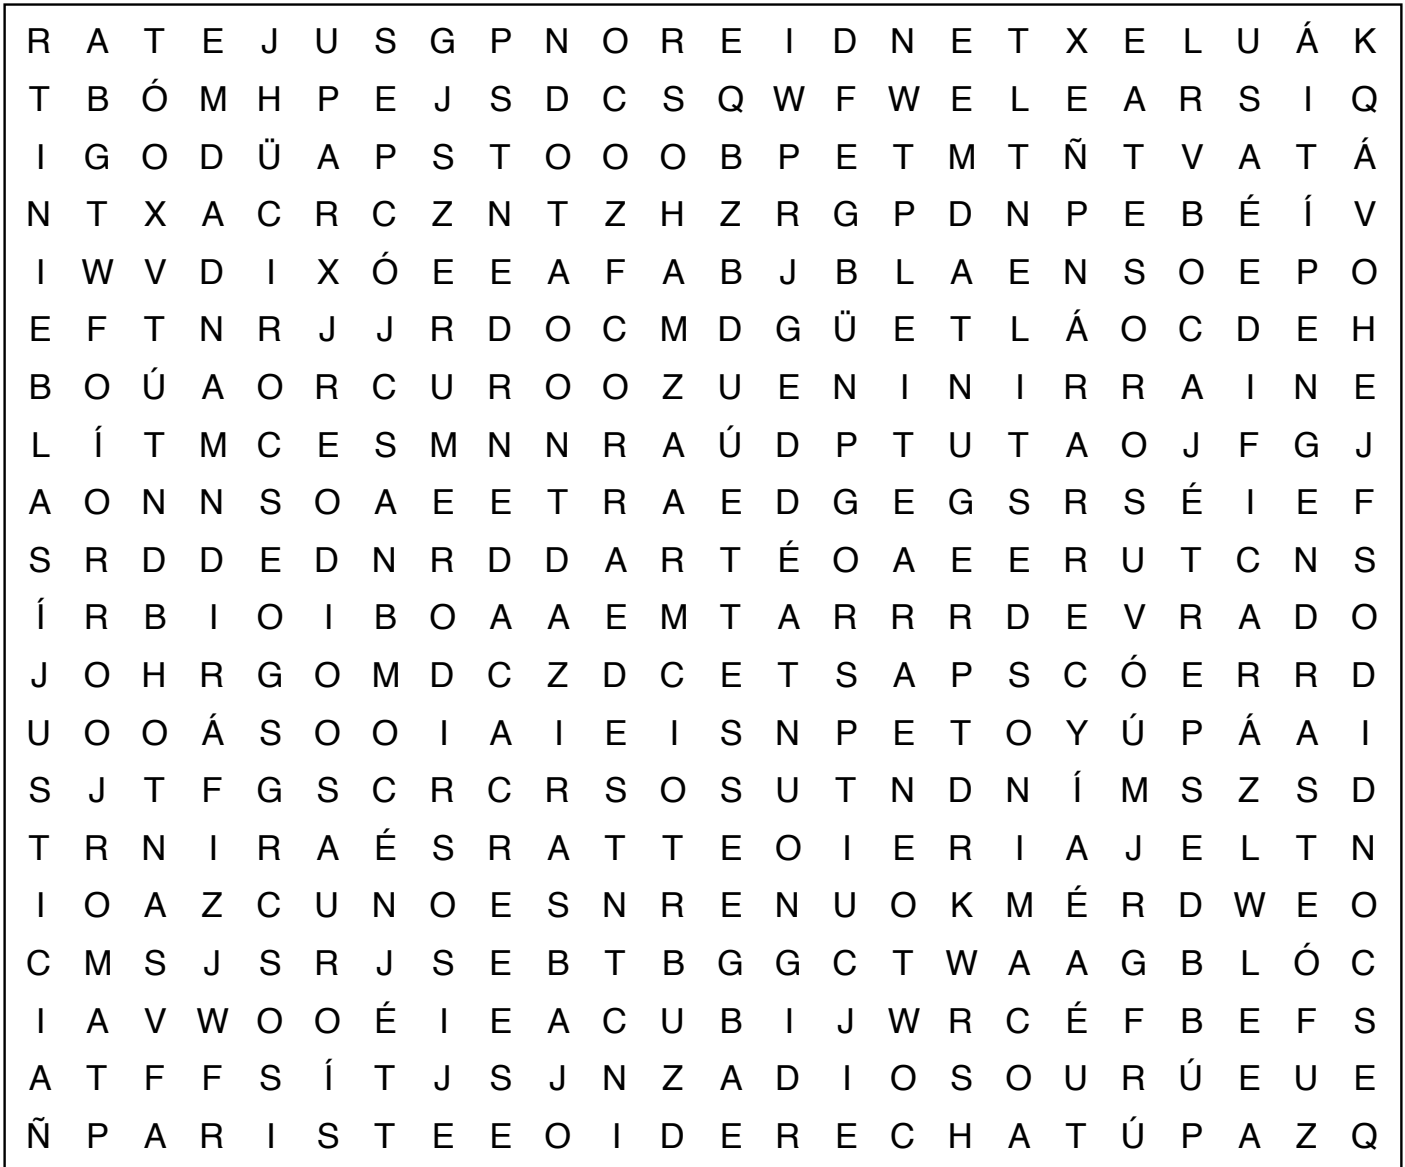 R A T E J U S G P N O R E I D N E T X E L U Á K
T B Ó M H P E J S D C S Q W F W E L E A R S I Q
I G O D Ü A P S T O O O B P E T M T Ñ T V A T Á
N T X A C R C Z N T Z H Z R G P D N P E B É Í V
I W V D I X Ó E E A F A B J B L A E N S O E P O
E F T N R J J R D O C M D G Ü E T L Á O C D E H
B O Ú A O R C U R O O Z U E N I N I R R A I N E
L Í T M C E S M N N R A Ú D P T U T A O J F G J
A O N N S O A E E T R A E D G E G S R S É I E F
S R D D E D N R D D A R T É O A E E R U T C N S
Í R B I O I B O A A E M T A R R R D E V R A D O
J O H R G O M D C Z D C E T S A P S C Ó E R R D
U O O Á S O O I A I E I S N P E T O Y Ú P Á A I
S J T F G S C R C R S O S U T N D N Í M S Z S D
T R N I R A É S R A T T E O I E R I A J E L T N
I O A Z C U N O E S N R E N U O K M É R D W E O
C M S J S R J S E B T B G G C T W A A G B L Ó C
I A V W O O É I E A C U B I J W R C É F B E F S
A T F F S Í T J S J N Z A D I O S O U R Ú E U E
Ñ P A R I S T E E O I D E R E C H A T Ú P A Z Q